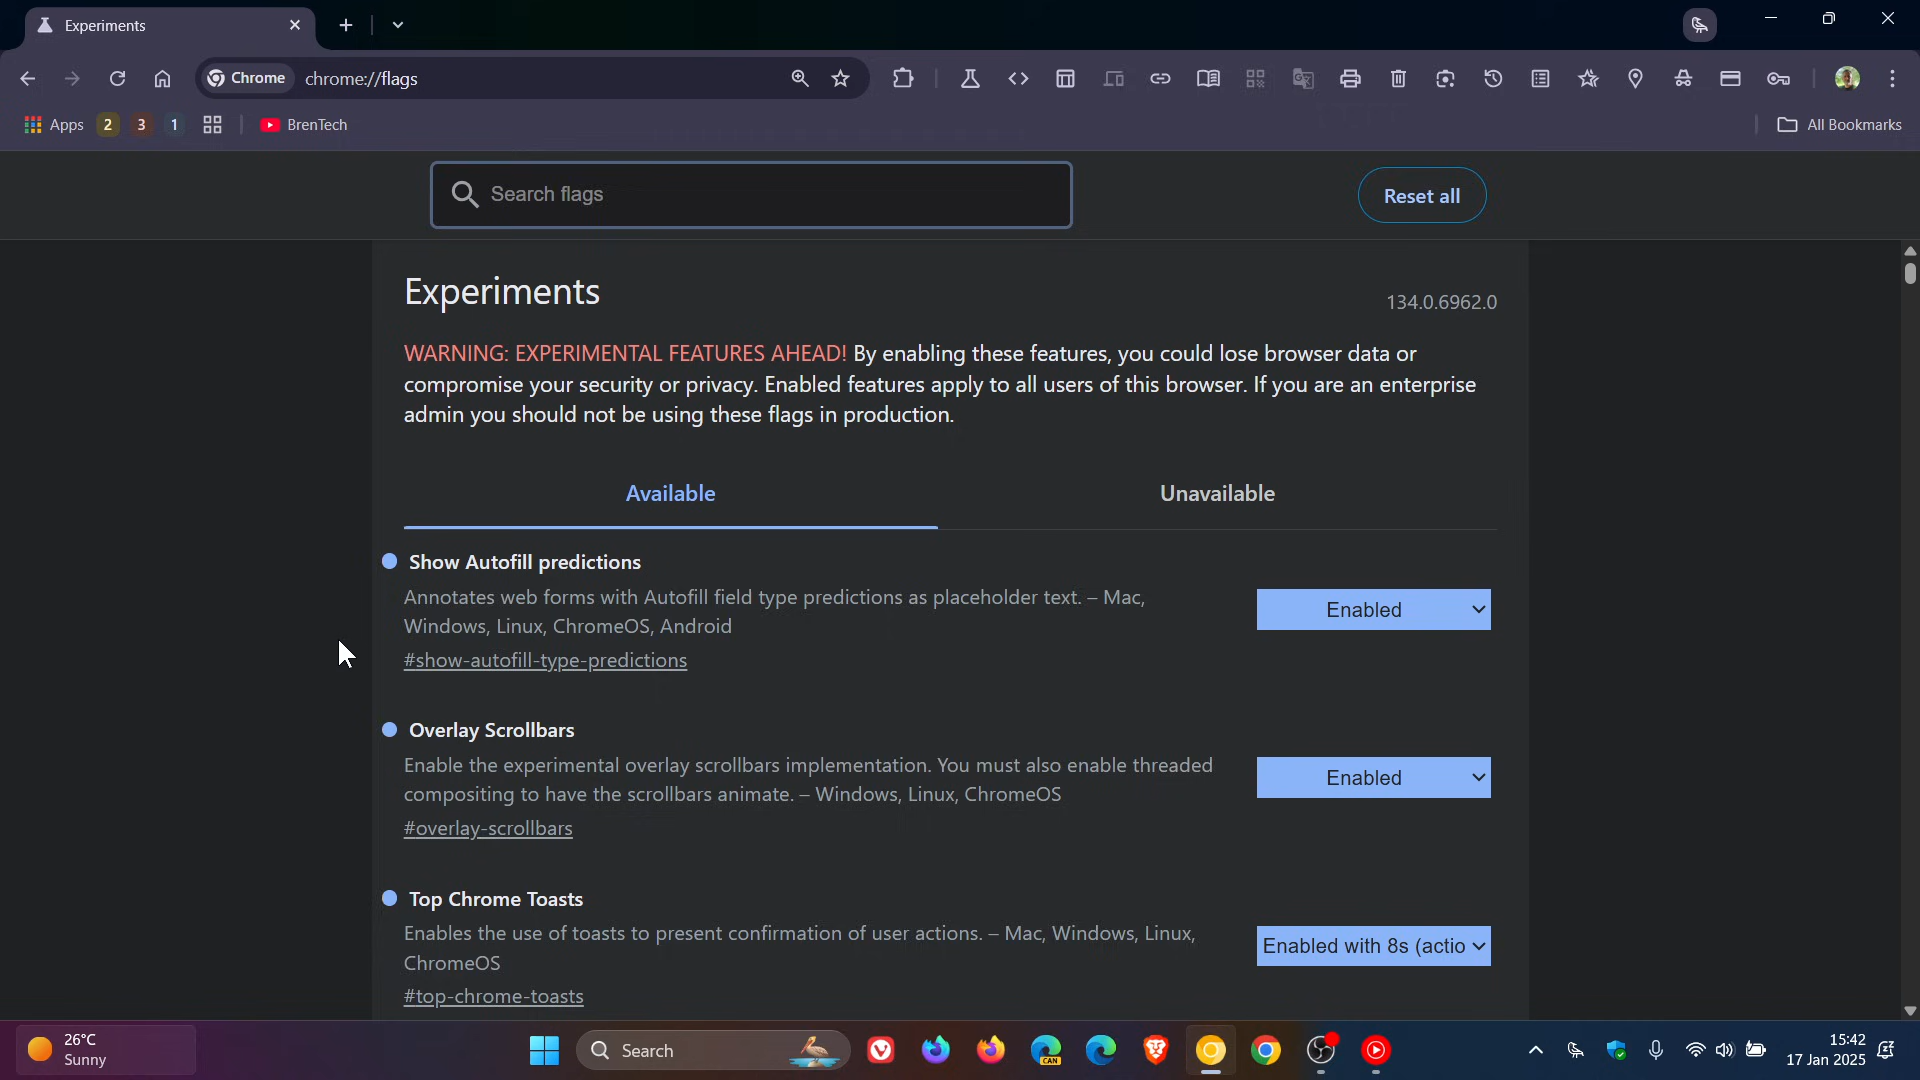 Experiments
Chrome
chrome://flags
Apps
2
3
1
BrenTech
All Bookmarks
Search flags
Reset all
Experiments
134.0.6962.0
WARNING: EXPERIMENTAL FEATURES AHEAD! By enabling these features, you could lose browser data or
compromise your security or privacy. Enabled features apply to all users of this browser. If you are an enterprise
admin you should not be using these flags in production.
Available
Unavailable
Show Autofill predictions
Annotates web forms with Autofill field type predictions as placeholder text. – Mac,
Windows, Linux, ChromeOS, Android
#show-autofill-type-predictions
Enabled
Overlay Scrollbars
Enable the experimental overlay scrollbars implementation. You must also enable threaded
compositing to have the scrollbars animate. – Windows, Linux, ChromeOS
#overlay-scrollbars
Enabled
Top Chrome Toasts
Enables the use of toasts to present confirmation of user actions. – Mac, Windows, Linux,
ChromeOS
#top-chrome-toasts
Enabled with 8s (actio
26°C
Sunny
Search
CAN
15:42
17 Jan 2025